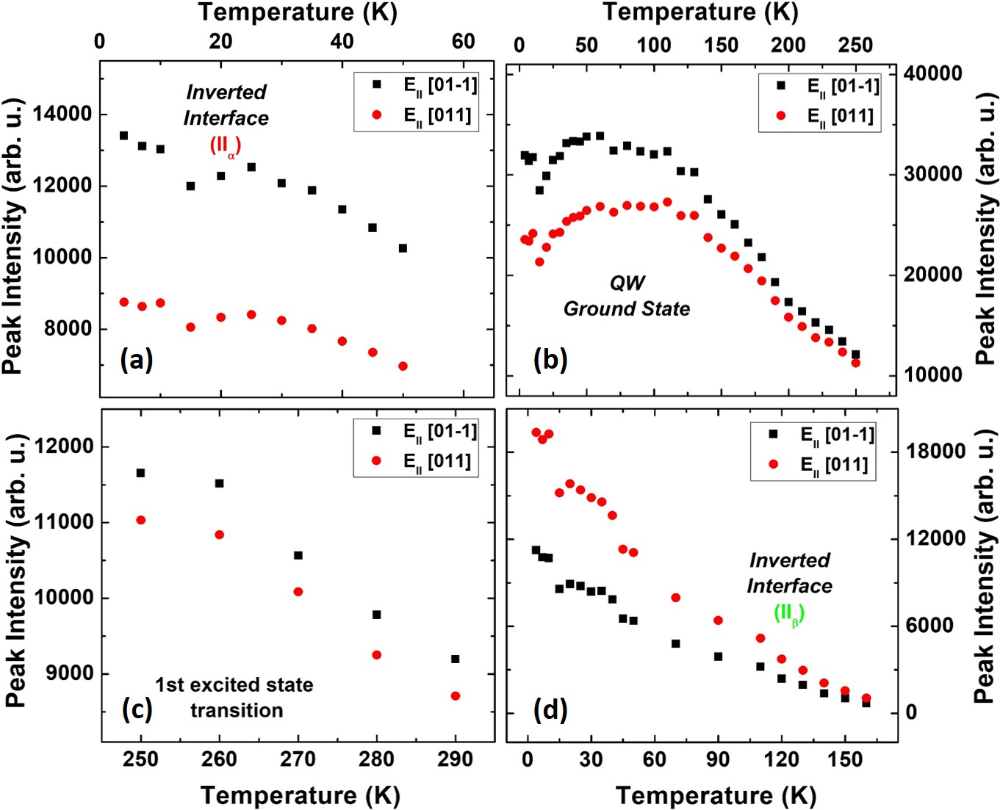 Temperature (K)
0 20 40 60
Peak Intensity (arb. u.)
14000
12000
10000
8000
E|| [01-1]
E|| [011]
Inverted
Interface
(IIα)
(a)
Temperature (K)
0 50 100 150 200 250
40000
30000
20000
10000
Peak Intensity (arb. u.)
E|| [01-1]
E|| [011]
QW
Ground State
(b)
Peak Intensity (arb. u.)
12000
11000
10000
9000
E|| [01-1]
E|| [011]
1st excited state
transition
(c)
250 260 270 280 290
Temperature (K)
E|| [01-1]
E|| [011]
18000
12000
6000
0
Peak Intensity (arb. u.)
Inverted
Interface
(IIβ)
(d)
0 30 60 90 120 150
Temperature (K)